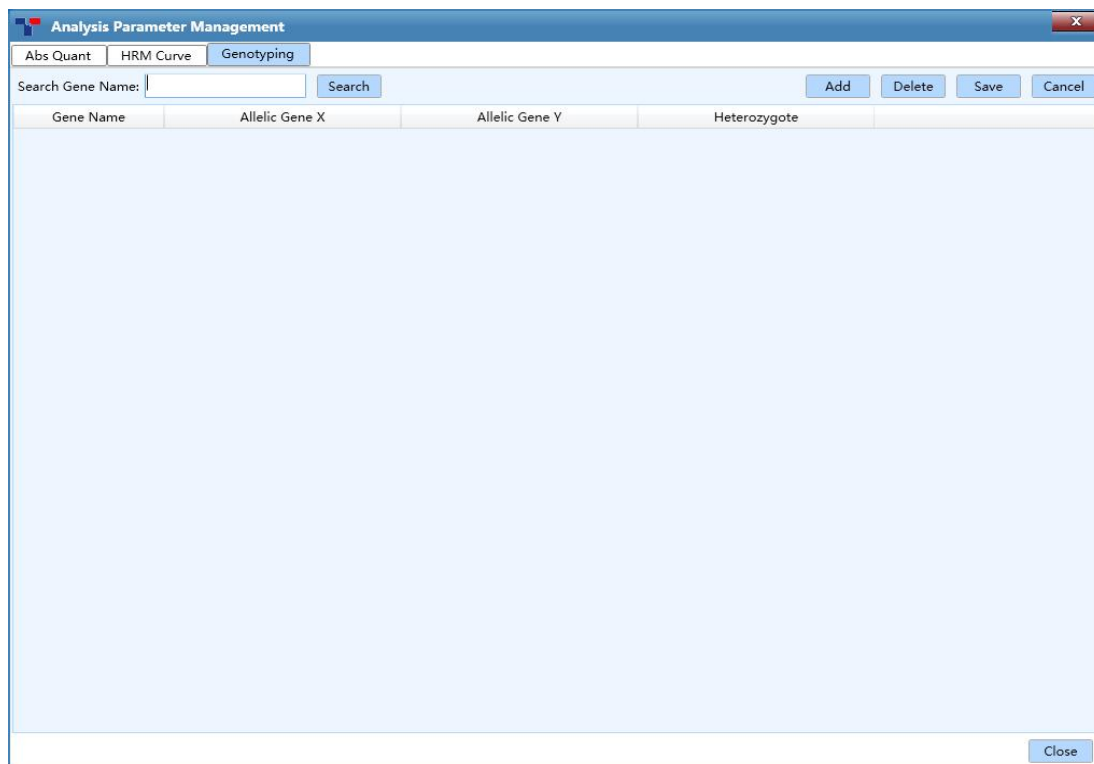 Analysis Parameter Management x
Abs Quant HRM Curve Genotyping
Search Gene Name: Search Add Delete Save Cancel
Gene Name Allelic Gene X Allelic Gene Y Heterozygote
Close